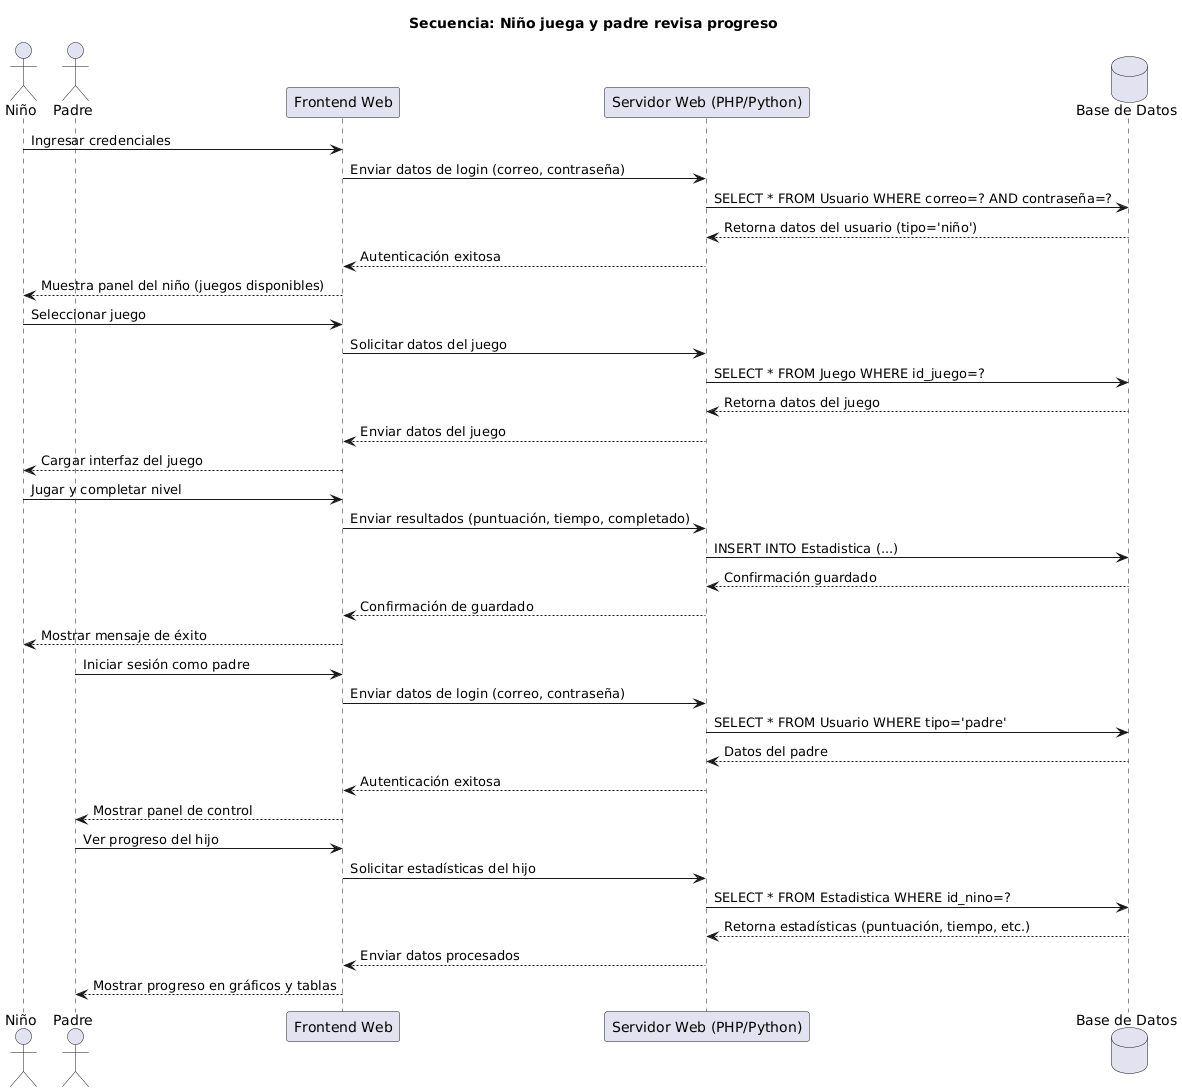 Secuencia: Niño juega y padre revisa progreso
Niño
Padre
Frontend Web
Servidor Web (PHP/Python)
Base de Datos
Ingresar credenciales
Enviar datos de login (correo, contraseña)
SELECT * FROM Usuario WHERE correo=? AND contraseña=?
Retorna datos del usuario (tipo='niño')
Autenticación exitosa
Muestra panel del niño (juegos disponibles)
Seleccionar juego
Solicitar datos del juego
SELECT * FROM Juego WHERE id_juego=?
Retorna datos del juego
Enviar datos del juego
Cargar interfaz del juego
Jugar y completar nivel
Enviar resultados (puntuación, tiempo, completado)
INSERT INTO Estadistica (...)
Confirmación guardado
Confirmación de guardado
Mostrar mensaje de éxito
Iniciar sesión como padre
Enviar datos de login (correo, contraseña)
SELECT * FROM Usuario WHERE tipo='padre'
Datos del padre
Autenticación exitosa
Mostrar panel de control
Ver progreso del hijo
Solicitar estadísticas del hijo
SELECT * FROM Estadistica WHERE id_nino=?
Retorna estadísticas (puntuación, tiempo, etc.)
Enviar datos procesados
Mostrar progreso en gráficos y tablas
Niño
Padre
Frontend Web
Servidor Web (PHP/Python)
Base de Datos